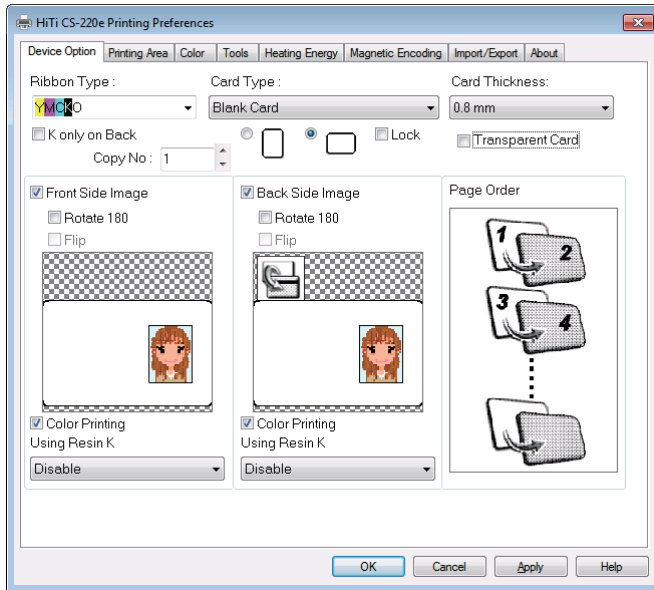 HiTi CS-220e Printing Preferences
Device Option Printing Area Color Tools Heating Energy Magnetic Encoding Import/Export About
Ribbon Type : Card Type : Card Thickness:
YMCKO Blank Card 0.8 mm
K only on Back Lock Transparent Card
Copy No : 1
Front Side Image Back Side Image Page Order
Rotate 180 Rotate 180
Flip Flip
1 2
3 4
Color Printing Color Printing
Using Resin K Using Resin K
Disable Disable
OK Cancel Apply Help